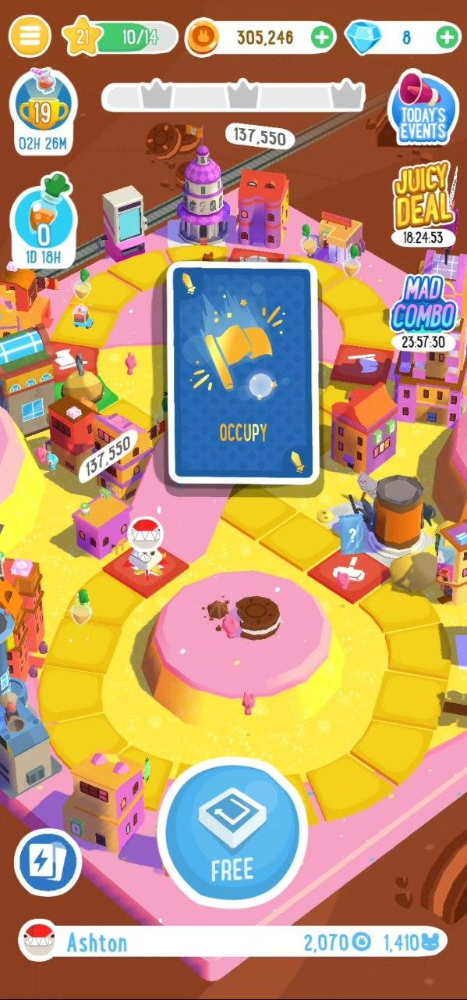 21
10/14
305,246
8
19
02H 26M
TODAY'S
EVENTS
137,550
JUICY
DEAL
18:24:53
0
1D 18H
MAD
COMBO
23:57:30
OCCUPY
137,550
?
FREE
Ashton
2,070
1,410